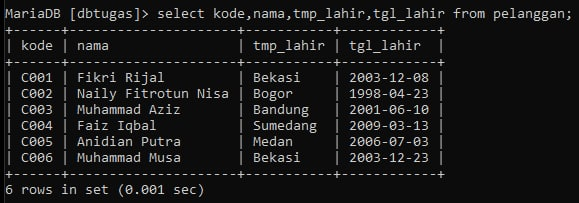 MariaDB [dbtugas]> select kode,nama,tmp_lahir,tgl_lahir from pelanggan;
+------+---------------------+-----------+------------+
| kode | nama                | tmp_lahir | tgl_lahir  |
+------+---------------------+-----------+------------+
| C001 | Fikri Rijal         | Bekasi    | 2003-12-08 |
| C002 | Naily Fitrotun Nisa | Bogor     | 1998-04-23 |
| C003 | Muhammad Aziz       | Bandung   | 2001-06-10 |
| C004 | Faiz Iqbal          | Sumedang  | 2009-03-13 |
| C005 | Anidian Putra       | Medan     | 2006-07-03 |
| C006 | Muhammad Musa       | Bekasi    | 2003-12-23 |
+------+---------------------+-----------+------------+
6 rows in set (0.001 sec)